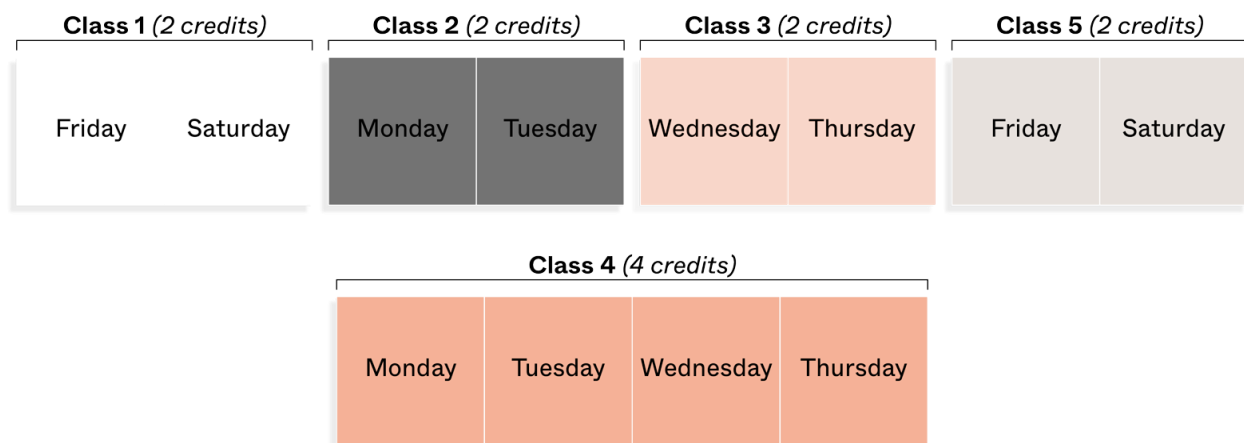 Class 1 (2 credits) Class 2 (2 credits) Class 3 (2 credits) Class 5 (2 credits)
Friday Saturday Monday Tuesday Wednesday Thursday Friday Saturday
Class 4 (4 credits)
Monday Tuesday Wednesday Thursday